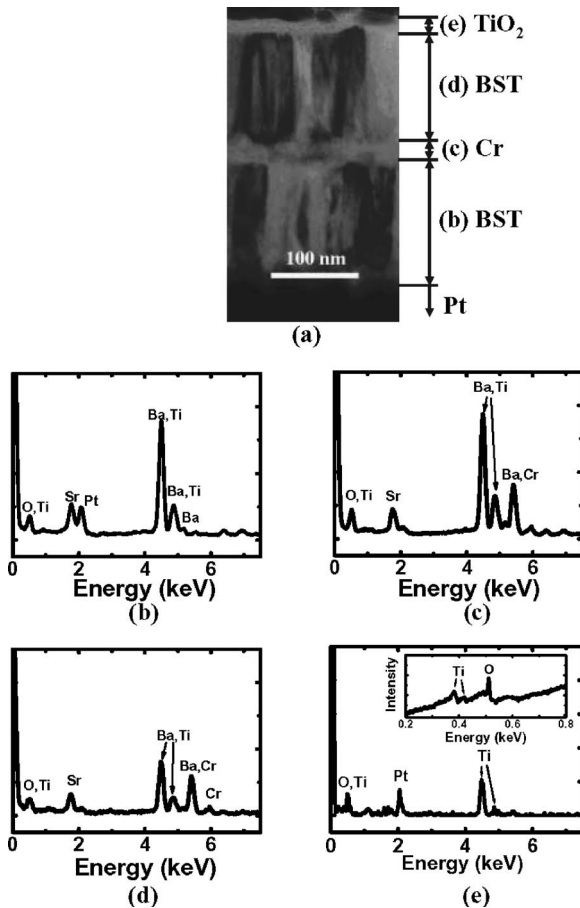 (e) TiO₂
(d) BST
(c) Cr
(b) BST
100 nm
Pt
(a)
Ba,Ti
O,Ti
Sr
Pt
Ba,Ti
Ba
0 2 4 6
Energy (keV)
(b)
Ba,Ti
O,Ti
Sr
Ba,Cr
0 2 4 6
Energy (keV)
(c)
Ba,Ti
O,Ti
Sr
Ba,Cr
Cr
0 2 4 6
Energy (keV)
(d)
Intensity
Ti
O
0.2 0.4 0.6 0.8
Energy (keV)
O,Ti
Pt
Ti
0 2 4 6
Energy (keV)
(e)